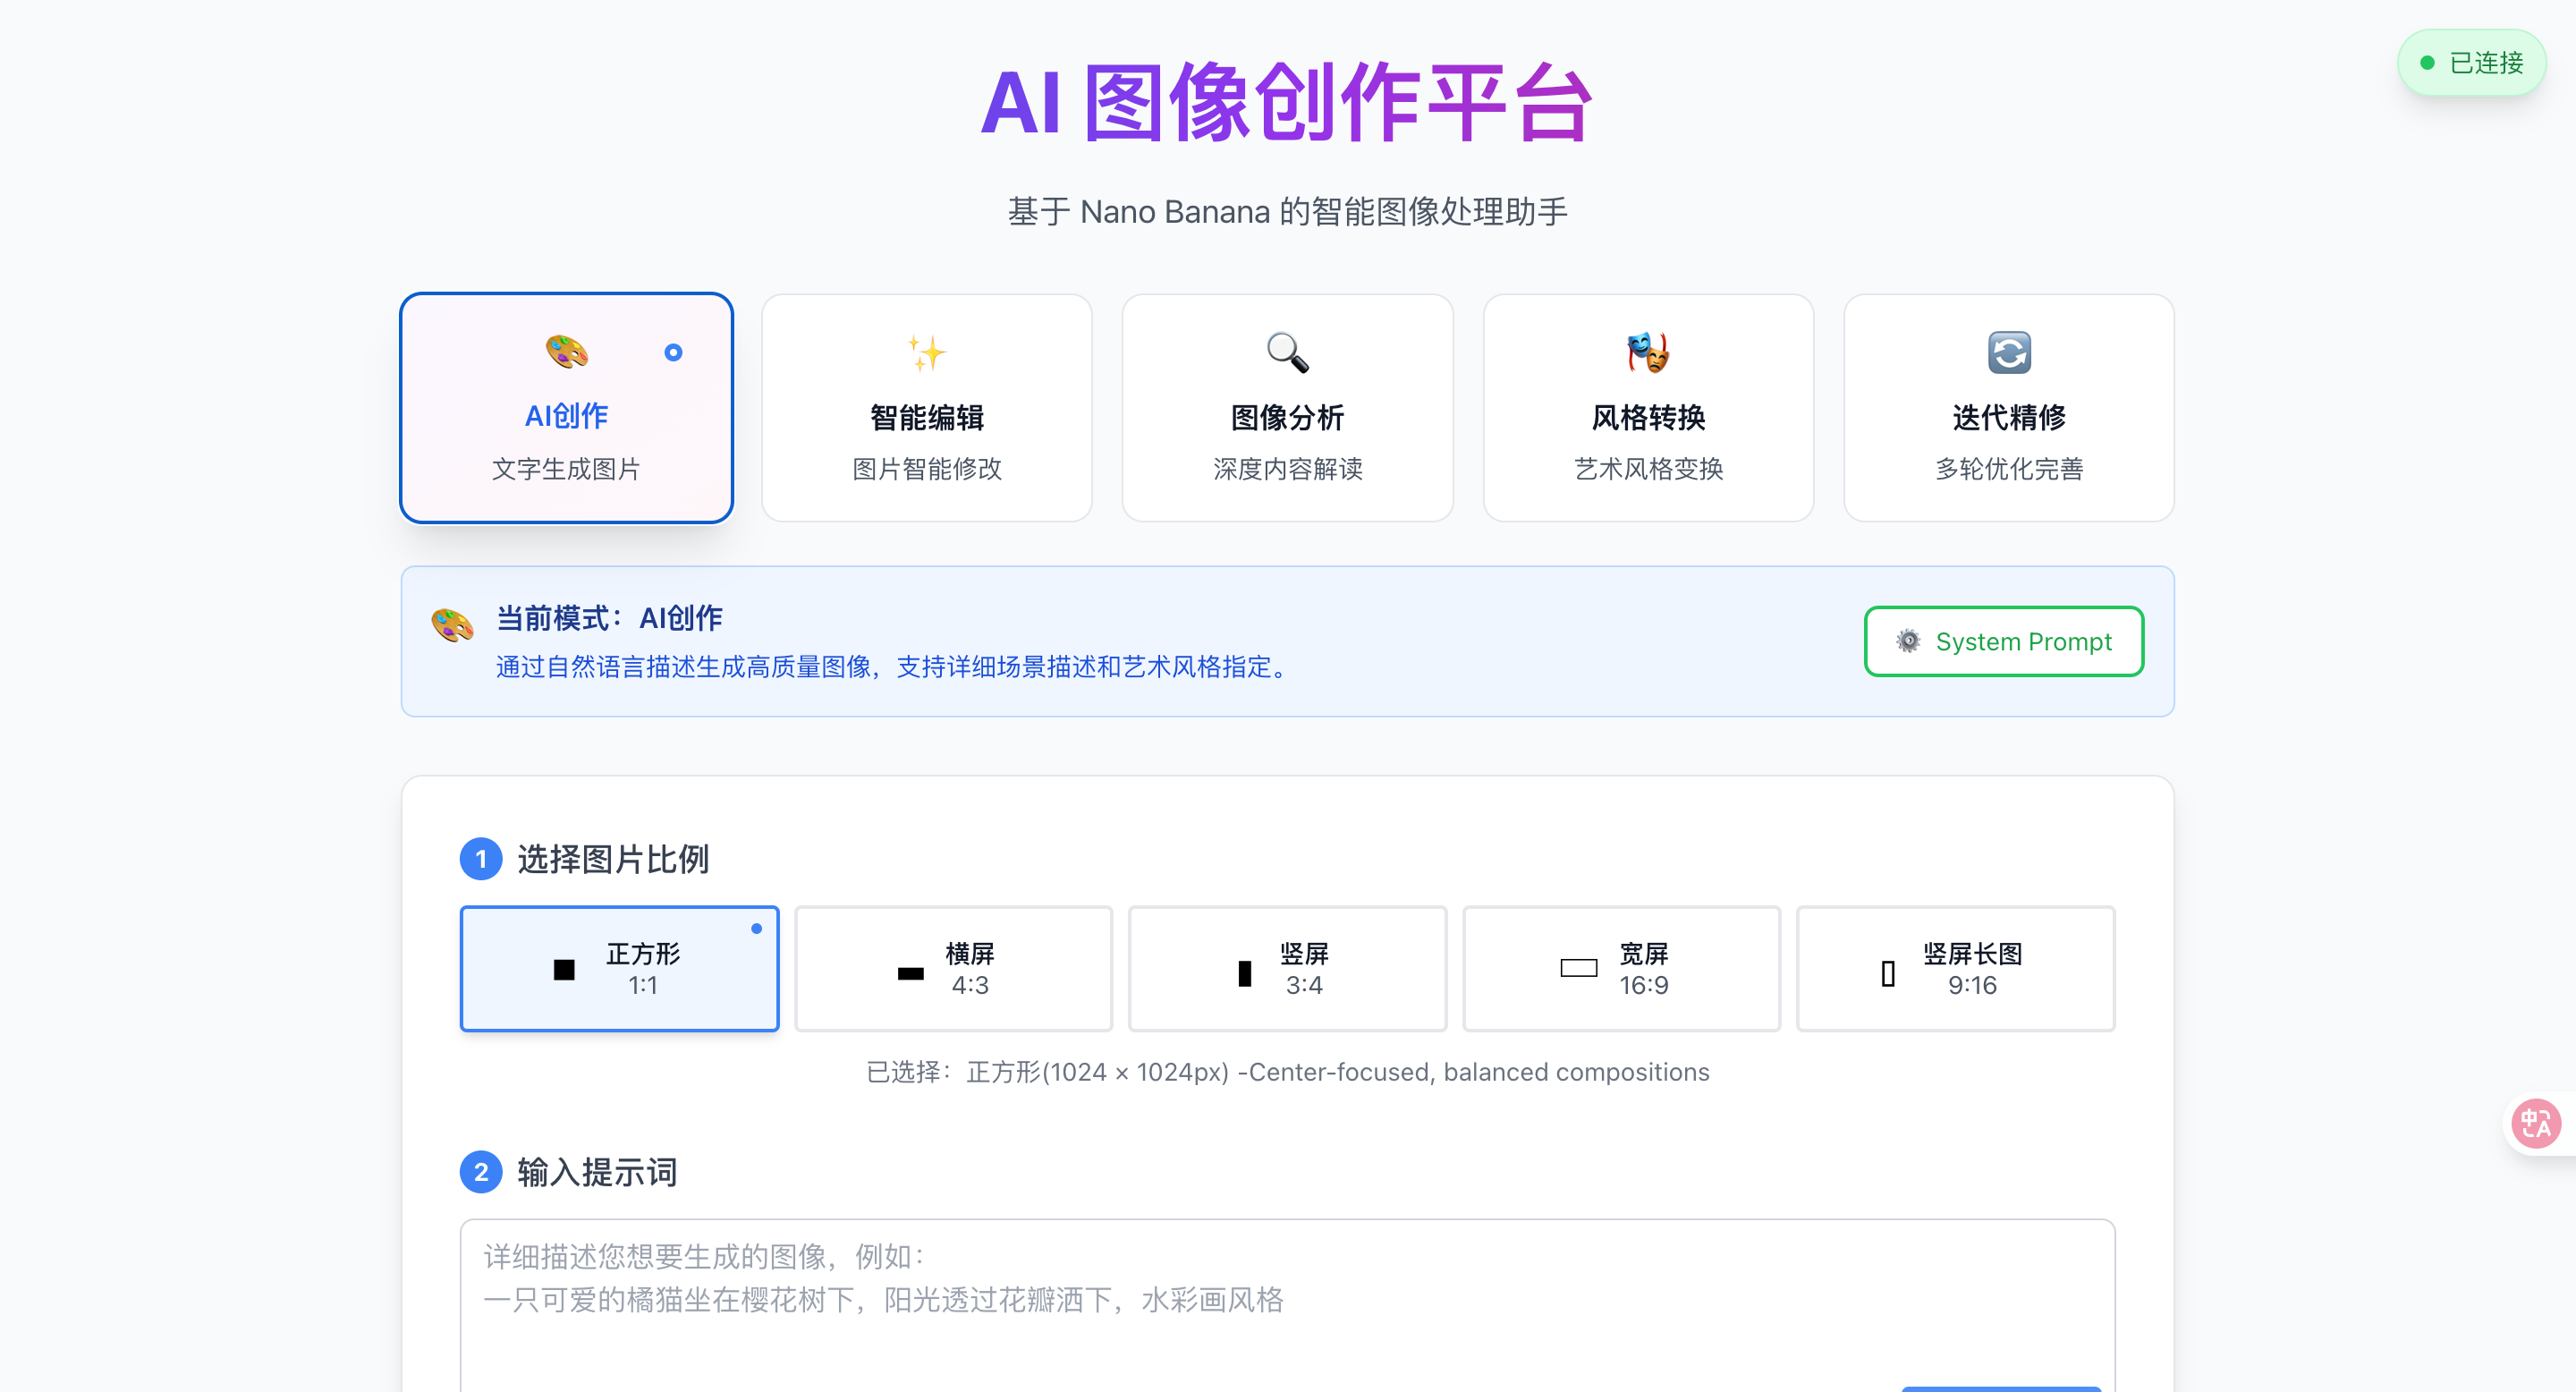 AI 图像创作平台
已连接
基于 Nano Banana 的智能图像处理助手
AI创作
文字生成图片
智能编辑
图片智能修改
图像分析
深度内容解读
风格转换
艺术风格变换
迭代精修
多轮优化完善
当前模式：AI创作
通过自然语言描述生成高质量图像，支持详细场景描述和艺术风格指定。
System Prompt
1 选择图片比例
正方形
1:1
横屏
4:3
竖屏
3:4
宽屏
16:9
竖屏长图
9:16
已选择：正方形(1024 × 1024px) -Center-focused, balanced compositions
中A
2 输入提示词
详细描述您想要生成的图像，例如：
一只可爱的橘猫坐在樱花树下，阳光透过花瓣洒下，水彩画风格